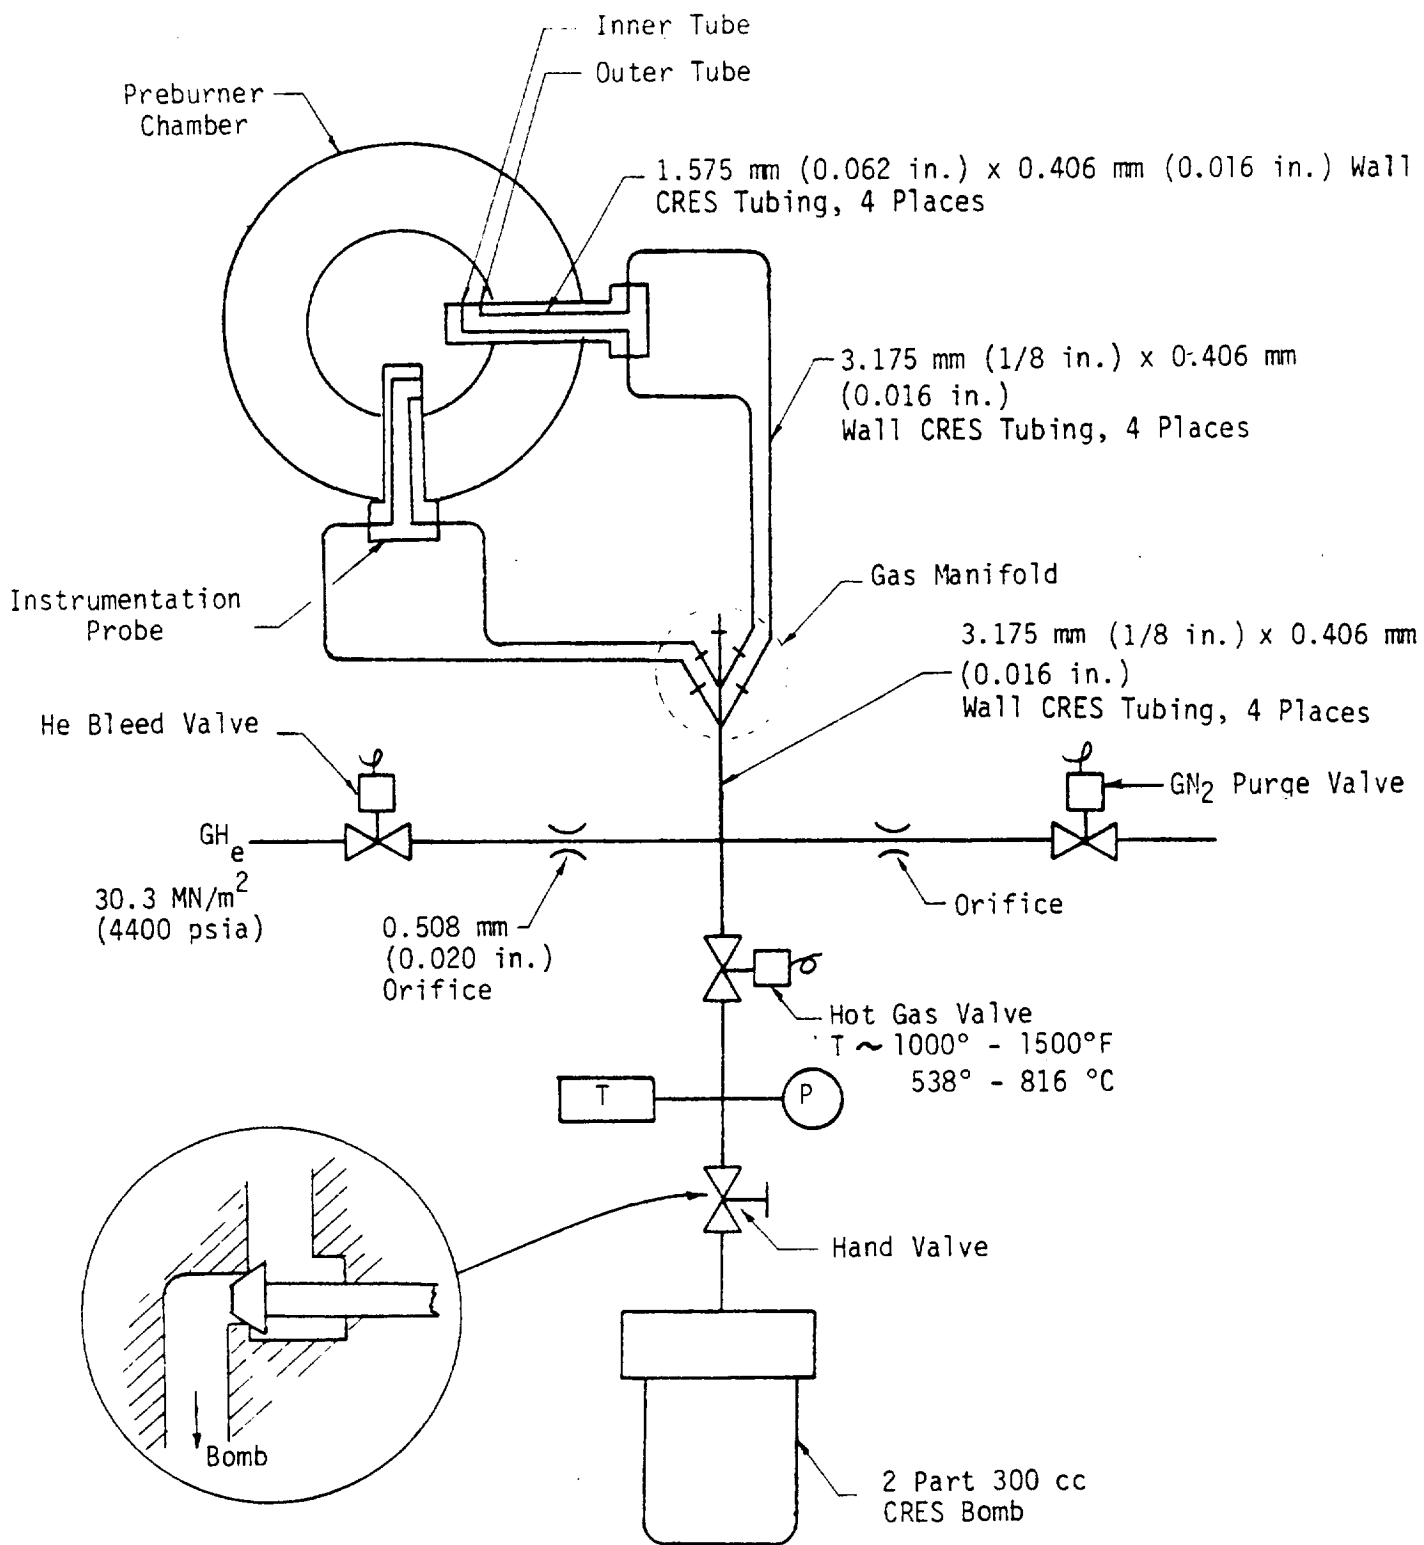 Inner Tube
Outer Tube
Preburner
Chamber
1.575 mm (0.062 in.) x 0.406 mm (0.016 in.) Wall
CRES Tubing, 4 Places
3.175 mm (1/8 in.) x 0.406 mm
(0.016 in.)
Wall CRES Tubing, 4 Places
Gas Manifold
Instrumentation
Probe
3.175 mm (1/8 in.) x 0.406 mm
(0.016 in.)
Wall CRES Tubing, 4 Places
He Bleed Valve
GN2 Purge Valve
GHe
30.3 MN/m2
(4400 psia)
0.508 mm
(0.020 in.)
Orifice
Orifice
Hot Gas Valve
T ~ 1000° - 1500°F
538° - 816 °C
T
P
Hand Valve
Bomb
2 Part 300 cc
CRES Bomb